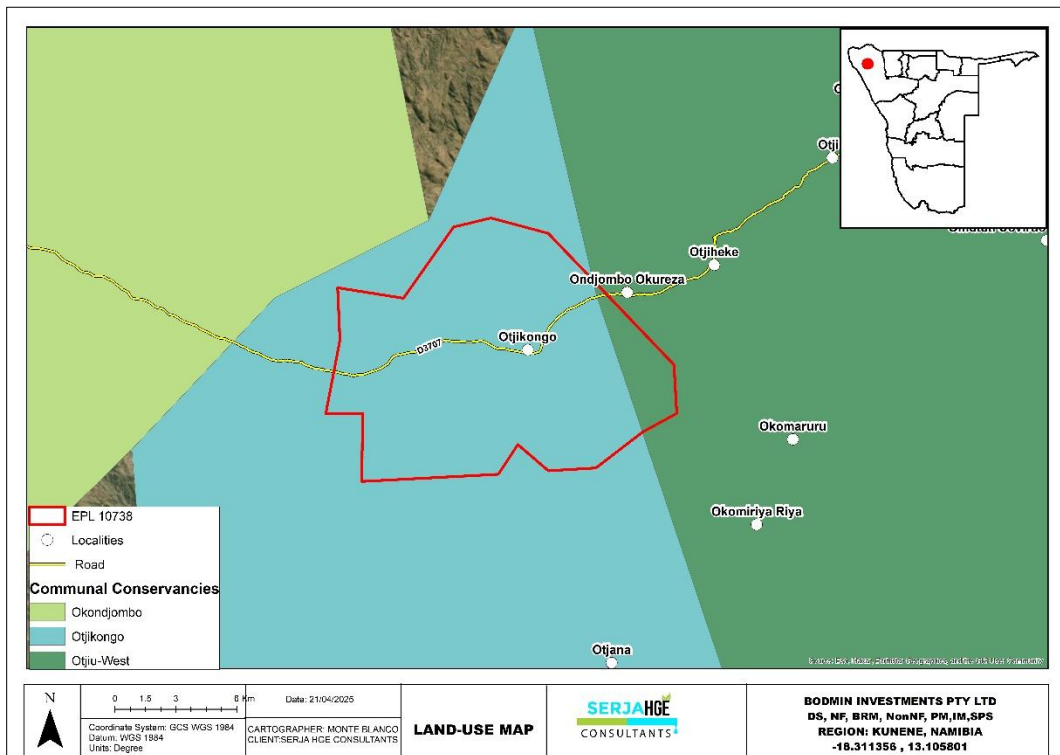 Otji
Otjiheke
Ondjombo Okureza
Otjikongo
D3707
Okomaruru
Okomiriya Riya
Otjana
EPL 10738
Localities
Road
Communal Conservancies
Okondjombo
Otjikongo
Otjiu-West
N
0 1.5 3 6 Km
Coordinate System: GCS WGS 1984
Datum: WGS 1984
Units: Degree
Date: 21/04/2025
CARTOGRAPHER: MONTE BLANCO
CLIENT:SERJA HGE CONSULTANTS
LAND-USE MAP
SERJA HGE
CONSULTANTS
BODMIN INVESTMENTS PTY LTD
DS, NF, BRM, NonNF, PM,IM,SPS
REGION: KUNENE, NAMIBIA
-18.311356 , 13.105801